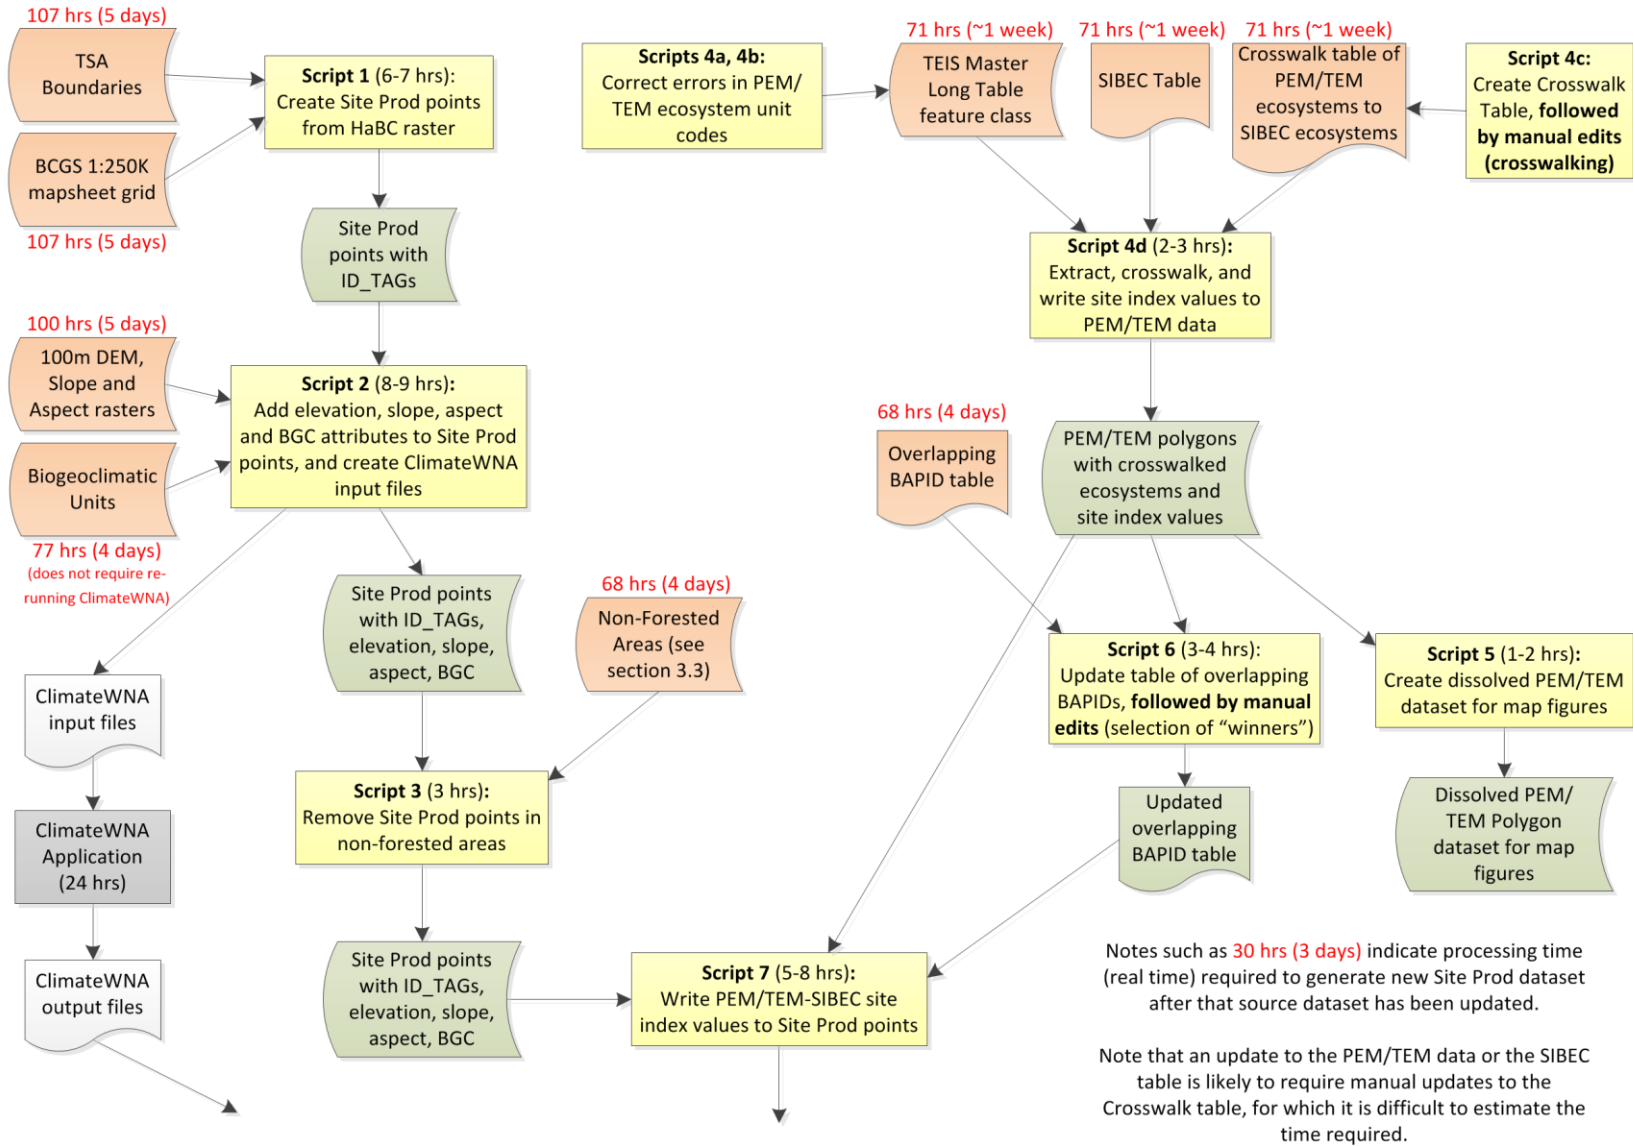 107 hrs (5 days)
TSA
Boundaries
BCGS 1:250K
mapsheet grid
107 hrs (5 days)
Script 1 (6-7 hrs):
Create Site Prod points
from HaBC raster
Site Prod
points with
ID_TAGs
100 hrs (5 days)
100m DEM,
Slope and
Aspect rasters
Biogeoclimatic
Units
77 hrs (4 days)
(does not require re-
running ClimateWNA)
Script 2 (8-9 hrs):
Add elevation, slope, aspect
and BGC attributes to Site Prod
points, and create ClimateWNA
input files
ClimateWNA
input files
ClimateWNA
Application
(24 hrs)
ClimateWNA
output files
Site Prod points
with ID_TAGs,
elevation, slope,
aspect, BGC
68 hrs (4 days)
Non-Forested
Areas (see
section 3.3)
Script 3 (3 hrs):
Remove Site Prod points in
non-forested areas
Site Prod points
with ID_TAGs,
elevation, slope,
aspect, BGC
Scripts 4a, 4b:
Correct errors in PEM/
TEM ecosystem unit
codes
71 hrs (~1 week)
TEIS Master
Long Table
feature class
71 hrs (~1 week)
SIBEC Table
71 hrs (~1 week)
Crosswalk table of
PEM/TEM
ecosystems to
SIBEC ecosystems
Script 4c:
Create Crosswalk
Table, followed
by manual edits
(crosswalking)
Script 4d (2-3 hrs):
Extract, crosswalk, and
write site index values to
PEM/TEM data
68 hrs (4 days)
Overlapping
BAPID table
PEM/TEM polygons
with crosswalked
ecosystems and
site index values
Script 6 (3-4 hrs):
Update table of overlapping
BAPIDs, followed by manual
edits (selection of “winners”)
Script 5 (1-2 hrs):
Create dissolved PEM/TEM
dataset for map figures
Updated
overlapping
BAPID table
Dissolved PEM/
TEM Polygon
dataset for map
figures
Script 7 (5-8 hrs):
Write PEM/TEM-SIBEC site
index values to Site Prod points
Notes such as 30 hrs (3 days) indicate processing time
(real time) required to generate new Site Prod dataset
after that source dataset has been updated.
Note that an update to the PEM/TEM data or the SIBEC
table is likely to require manual updates to the
Crosswalk table, for which it is difficult to estimate the
time required.